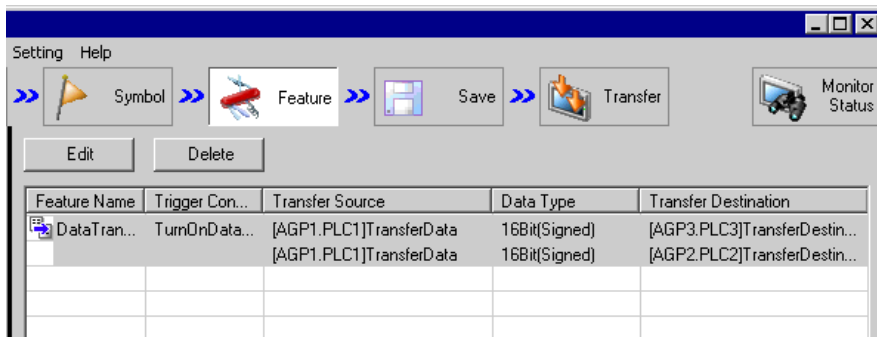 Setting Help
Symbol Feature Save Transfer Monitor Status
Edit Delete
Feature Name Trigger Con... Transfer Source Data Type Transfer Destination
DataTran... TurnOnData... [AGP1.PLC1]TransferData 16Bit(Signed) [AGP3.PLC3]TransferDestin...
[AGP1.PLC1]TransferData 16Bit(Signed) [AGP2.PLC2]TransferDestin...